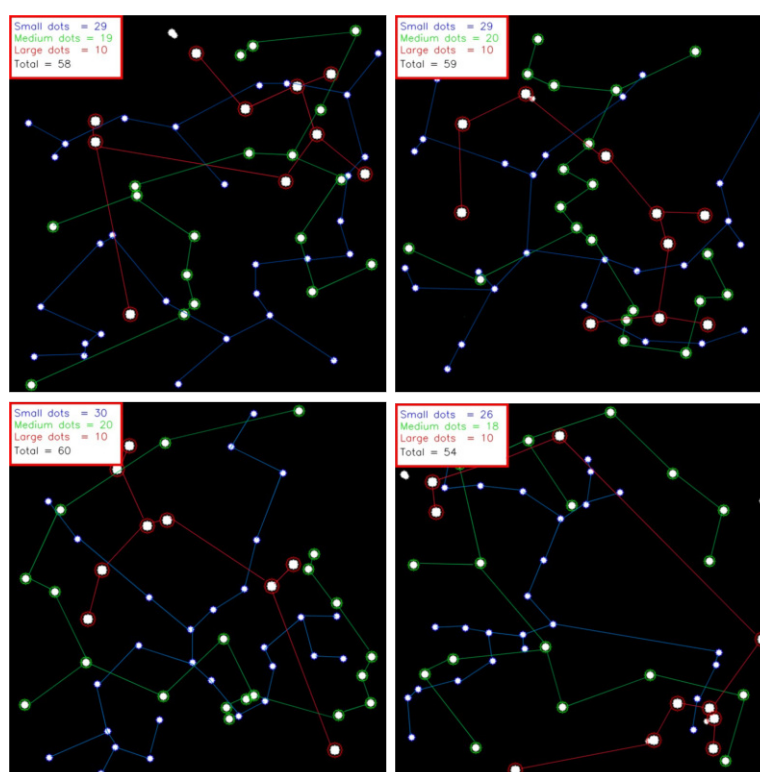 Small dots = 29
Medium dots = 19
Large dots = 10
Total = 58
Small dots = 29
Medium dots = 20
Large dots = 10
Total = 59
Small dots = 30
Medium dots = 20
Large dots = 10
Total = 60
Small dots = 26
Medium dots = 18
Large dots = 10
Total = 54